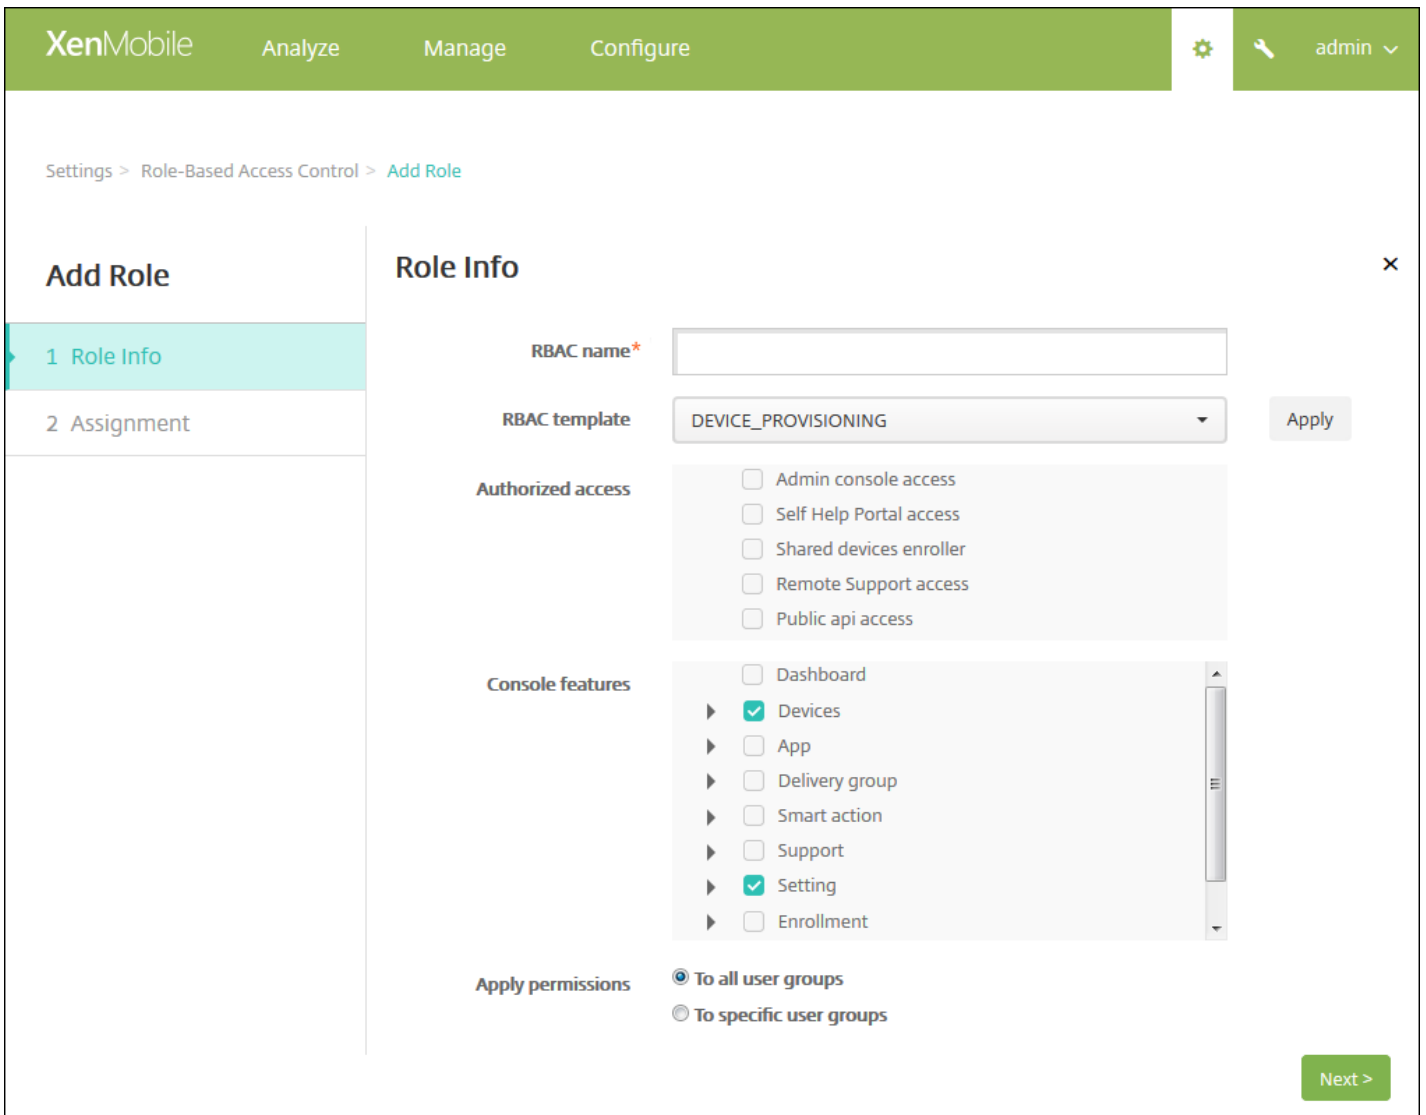 XenMobile Analyze Manage Configure admin
Settings > Role-Based Access Control > Add Role
Add Role
1 Role Info
2 Assignment
Role Info
RBAC name*
RBAC template DEVICE_PROVISIONING Apply
Authorized access
Admin console access
Self Help Portal access
Shared devices enroller
Remote Support access
Public api access
Console features
Dashboard
Devices
App
Delivery group
Smart action
Support
Setting
Enrollment
Apply permissions
To all user groups
To specific user groups
Next >